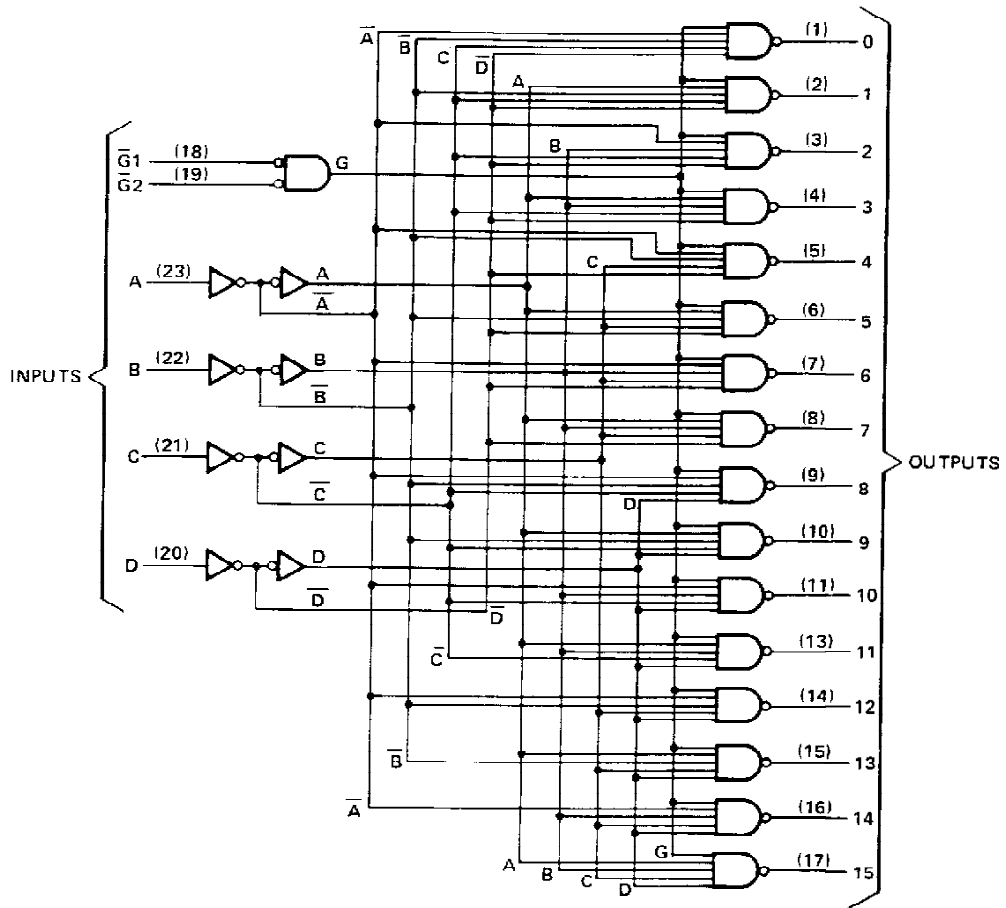 A̅ (1) 0
B̅
C
D̅
A (2) 1
B (3) 2
G̅1 (18) G
G̅2 (19)
(4) 3
C (5) 4
A (23) A
A̅
(6) 5
B (22) B
B̅
(7) 6
INPUTS
(8) 7
C (21) C
C̅
OUTPUTS
D (9) 8
(10) 9
D (20) D
D̅ D̅
(11) 10
C̅ (13) 11
(14) 12
B̅ (15) 13
A̅ (16) 14
G
A B C D (17) 15